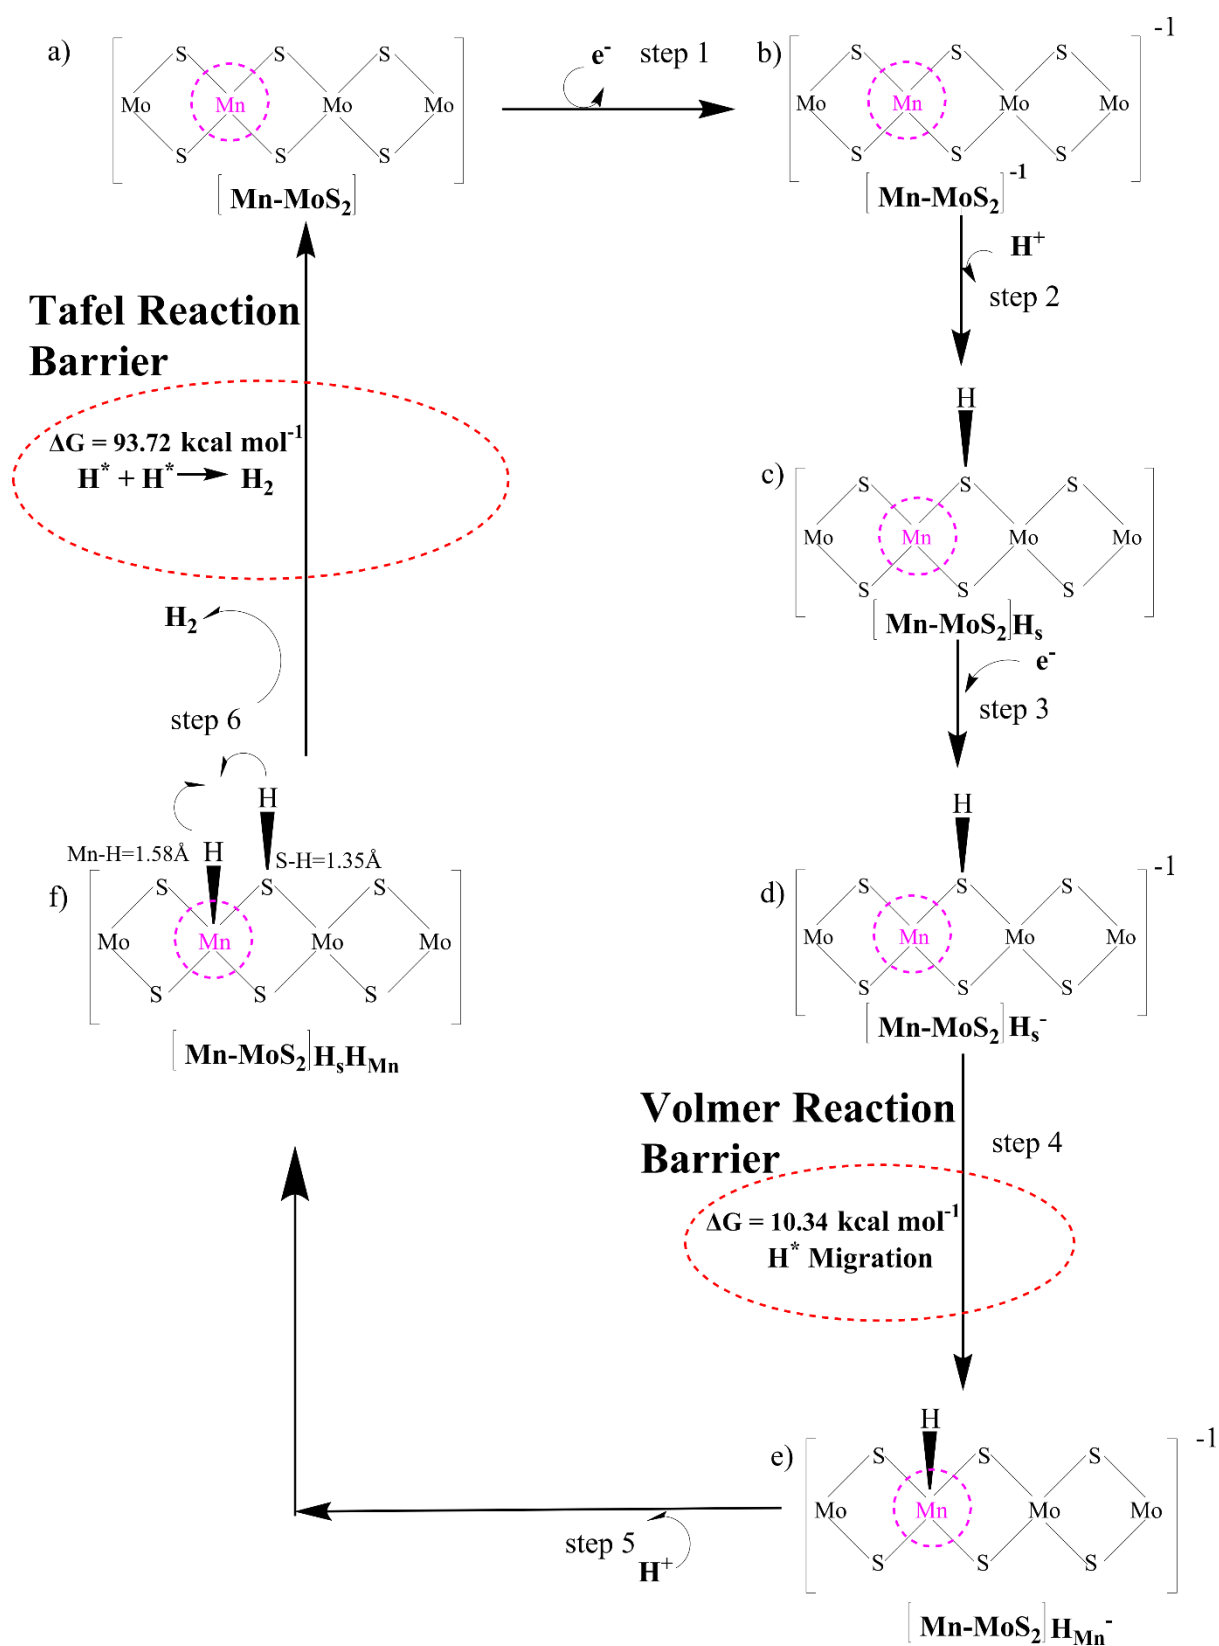 a)
S S S
Mo Mn Mo Mo
S S S
[Mn-MoS₂]
e⁻ step 1
b)
-1
S S S
Mo Mn Mo Mo
S S S
[Mn-MoS₂]⁻¹
H⁺
step 2
Tafel Reaction
Barrier
ΔG = 93.72 kcal mol⁻¹
H* + H* → H₂
H
c)
S S S
Mo Mn Mo Mo
S S S
[Mn-MoS₂]Hₛ
e⁻
step 3
H₂
step 6
H
H
Mn-H=1.58Å
S-H=1.35Å
f)
S S S
Mo Mn Mo Mo
S S S
[Mn-MoS₂]HₛH_Mn
H
d)
-1
S S S
Mo Mn Mo Mo
S S S
[Mn-MoS₂]Hₛ⁻
Volmer Reaction
Barrier
step 4
ΔG = 10.34 kcal mol⁻¹
H* Migration
H
e)
-1
S S S
Mo Mn Mo Mo
S S S
[Mn-MoS₂]H_Mn⁻
step 5
H⁺